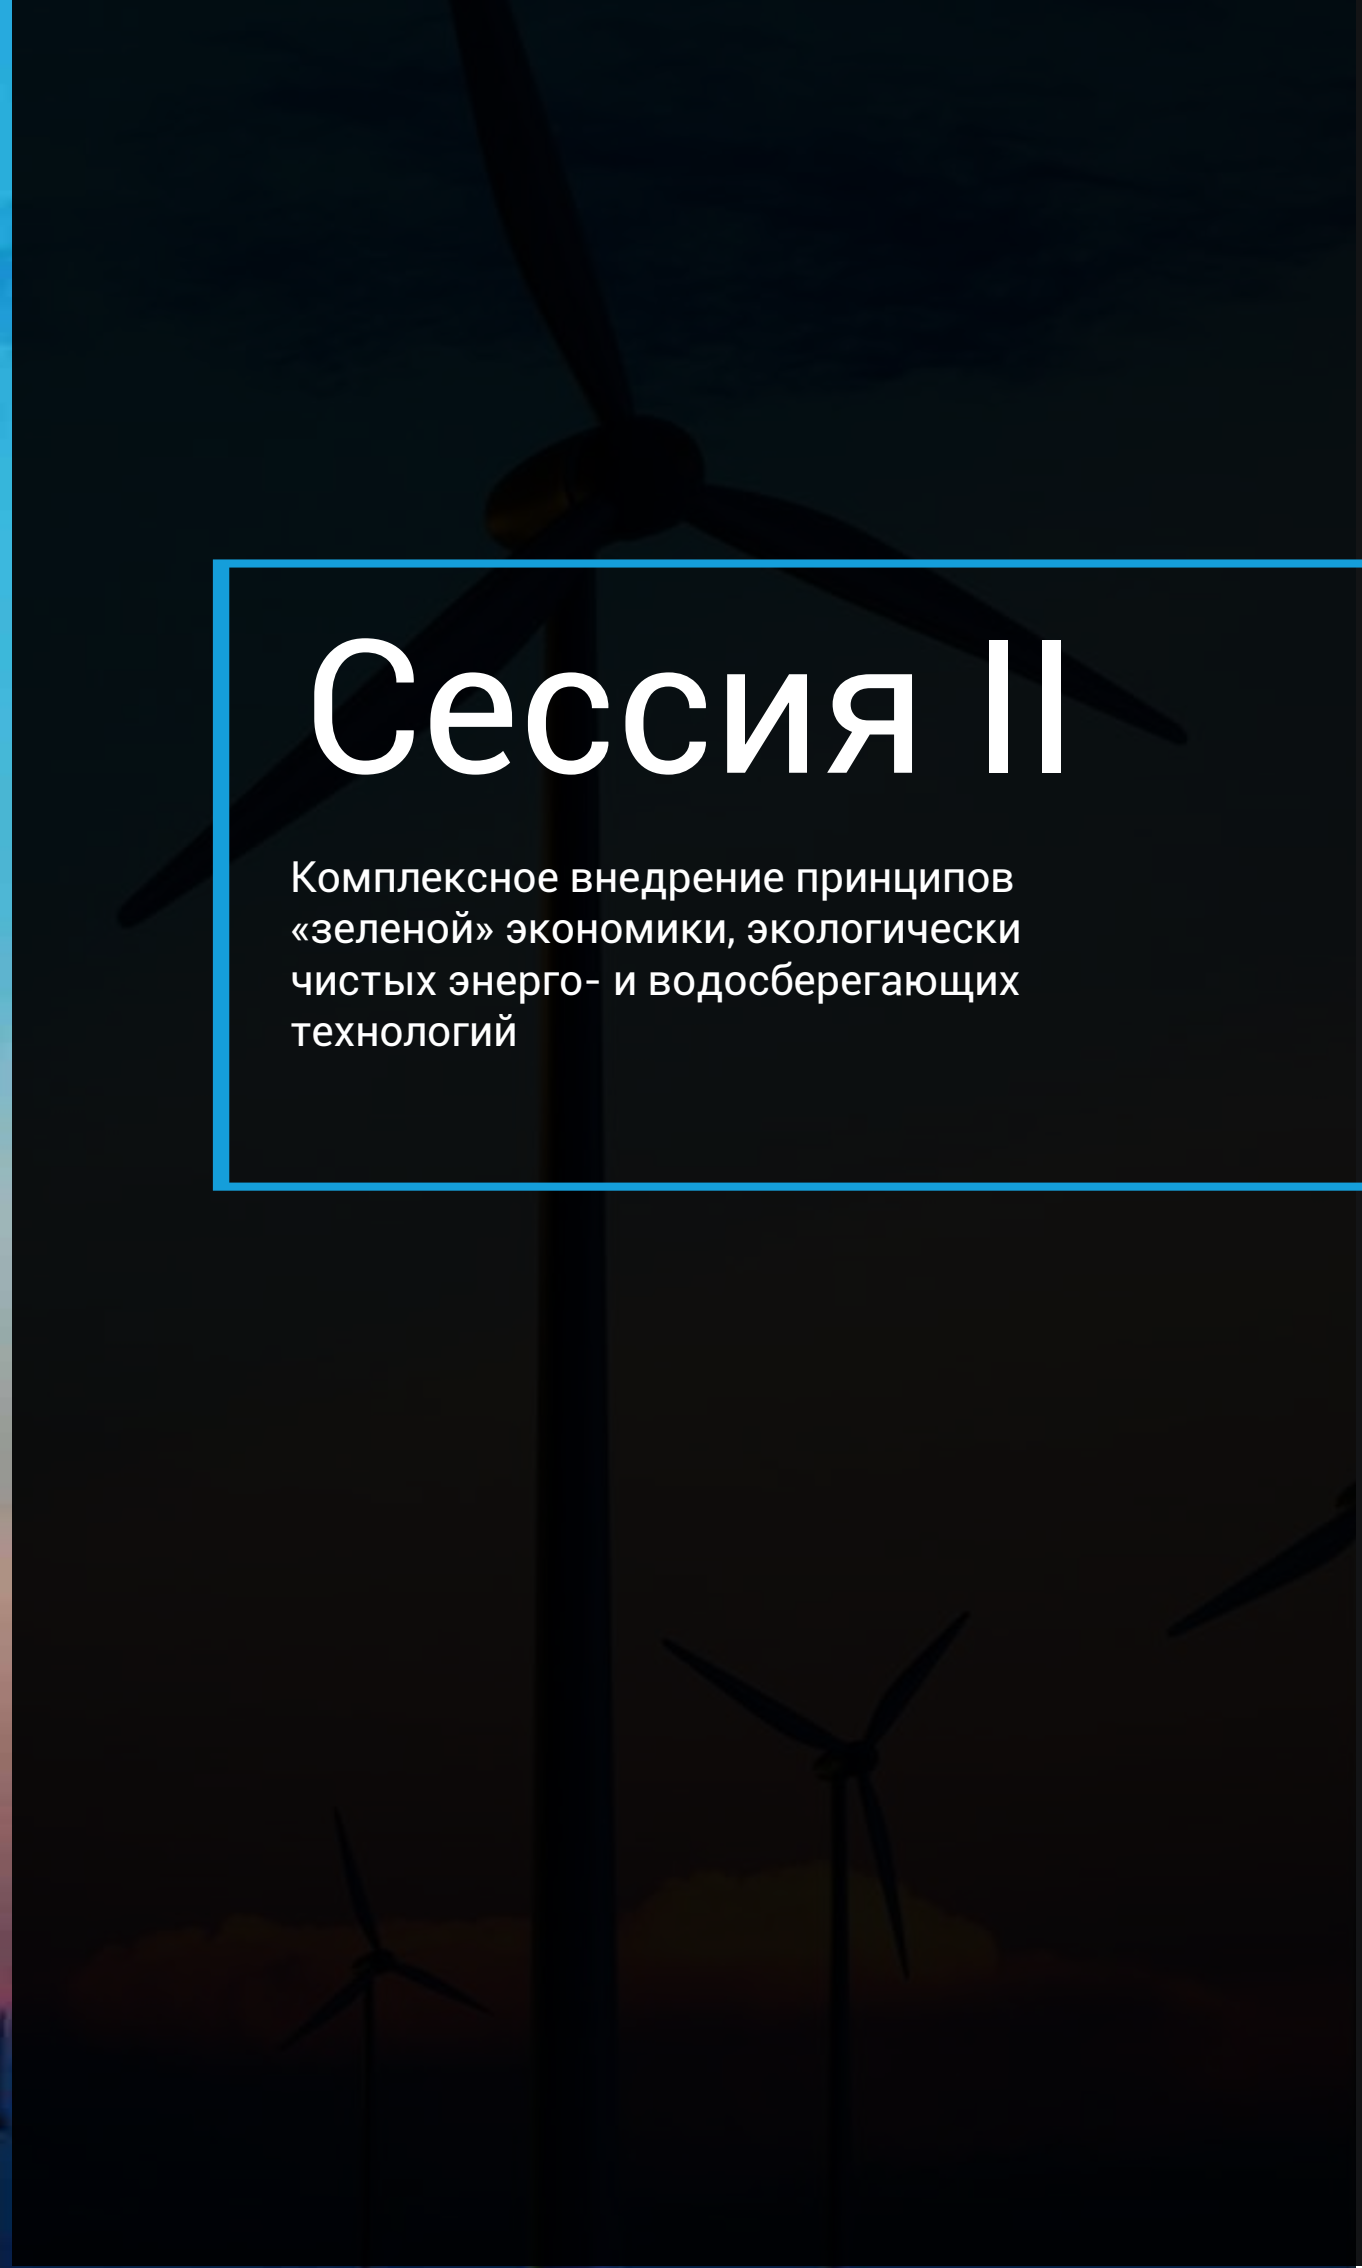 Сессия II
Комплексное внедрение принципов
«зеленой» экономики, экологически
чистых энерго- и водосберегающих
технологий